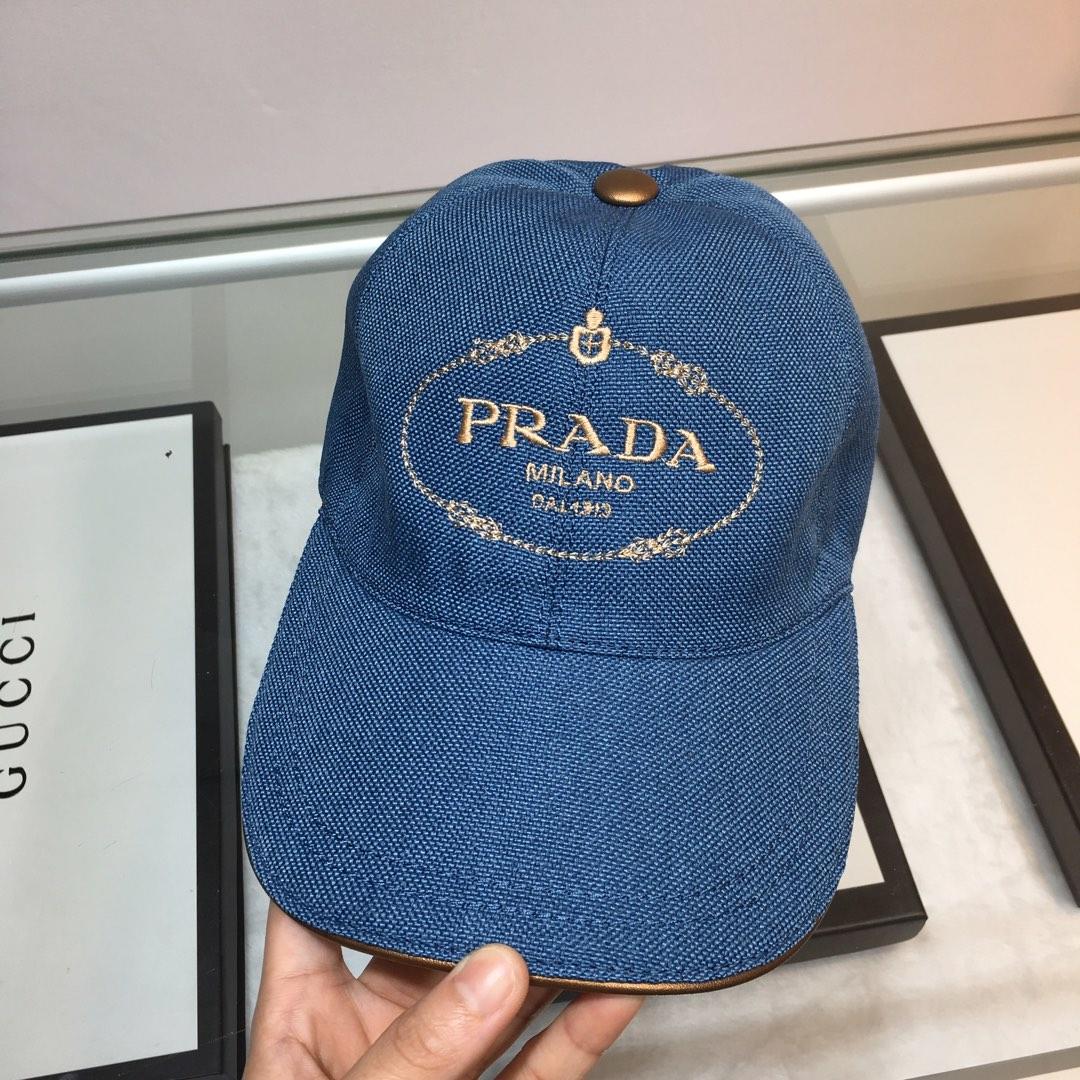 PRADA
MILANO
DAL 1913
GUCCI